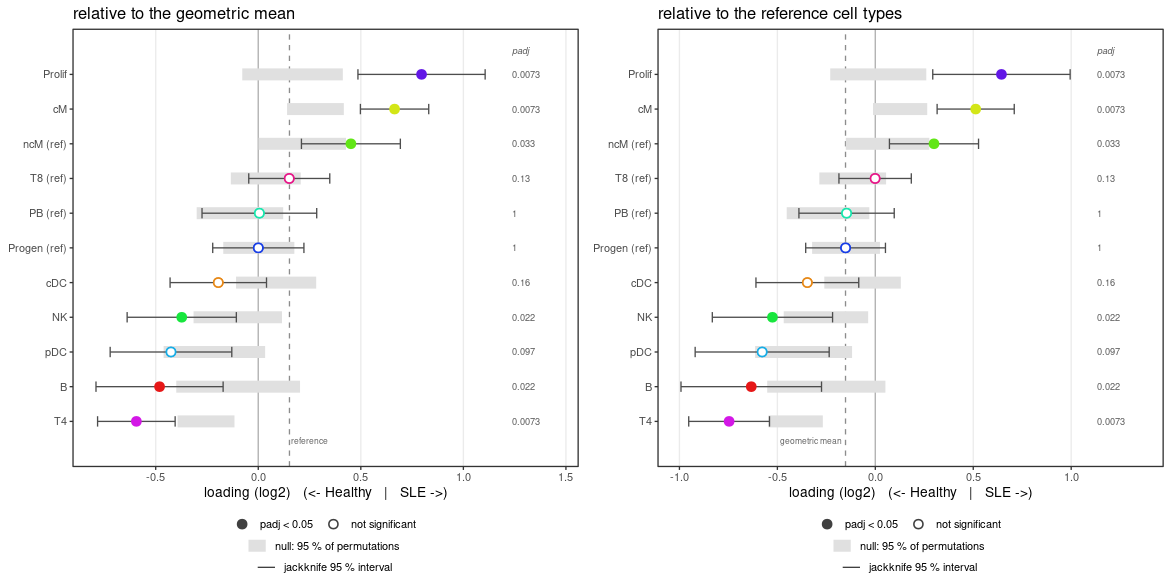 relative to the geometric mean
padj
Prolif 0.0073
cM 0.0073
ncM (ref) 0.033
T8 (ref) 0.13
PB (ref) 1
Progen (ref) 1
cDC 0.16
NK 0.022
pDC 0.097
B 0.022
T4 0.0073
reference
-0.5 0.0 0.5 1.0 1.5
loading (log2) (<- Healthy | SLE ->)
padj < 0.05 not significant
null: 95 % of permutations
jackknife 95 % interval
relative to the reference cell types
padj
Prolif 0.0073
cM 0.0073
ncM (ref) 0.033
T8 (ref) 0.13
PB (ref) 1
Progen (ref) 1
cDC 0.16
NK 0.022
pDC 0.097
B 0.022
T4 0.0073
geometric mean
-1.0 -0.5 0.0 0.5 1.0
loading (log2) (<- Healthy | SLE ->)
padj < 0.05 not significant
null: 95 % of permutations
jackknife 95 % interval